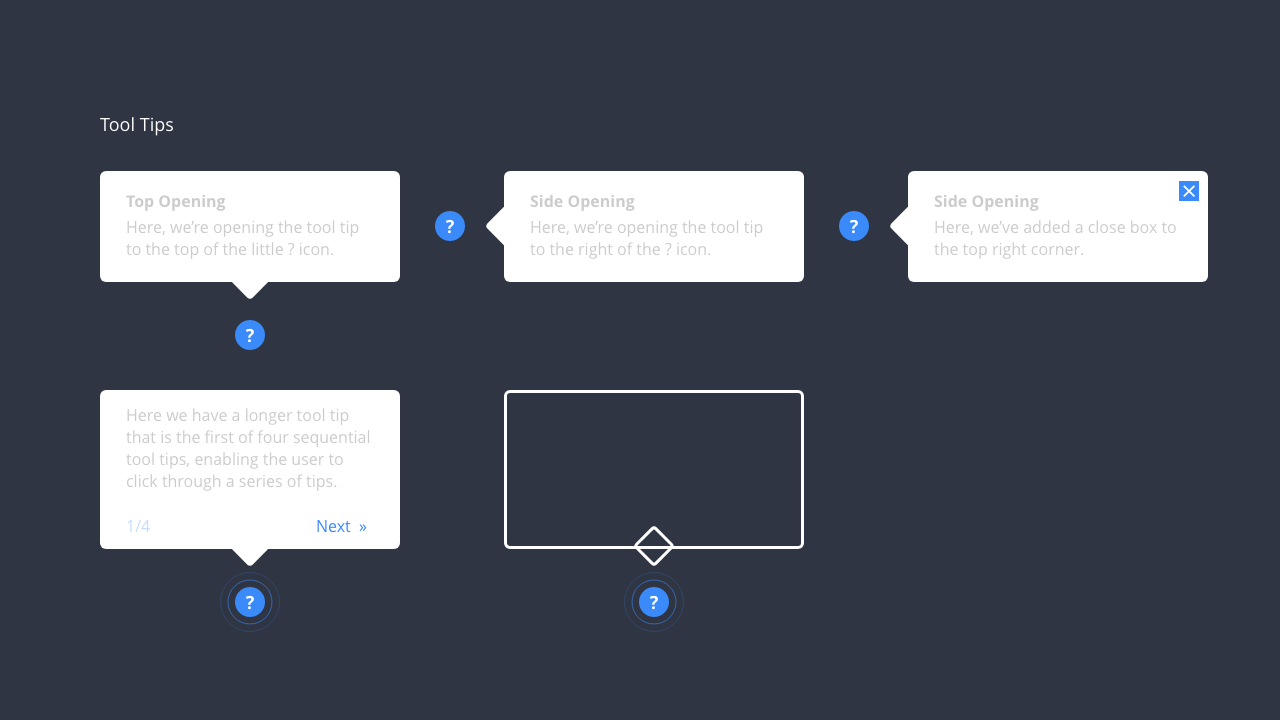 Tool Tips
Top Opening
Here, we’re opening the tool tip
to the top of the little ? icon.
?
?
Side Opening
Here, we’re opening the tool tip
to the right of the ? icon.
?
Side Opening
Here, we’ve added a close box to
the top right corner.
Here we have a longer tool tip
that is the first of four sequential
tool tips, enabling the user to
click through a series of tips.
1/4 Next »
?
?